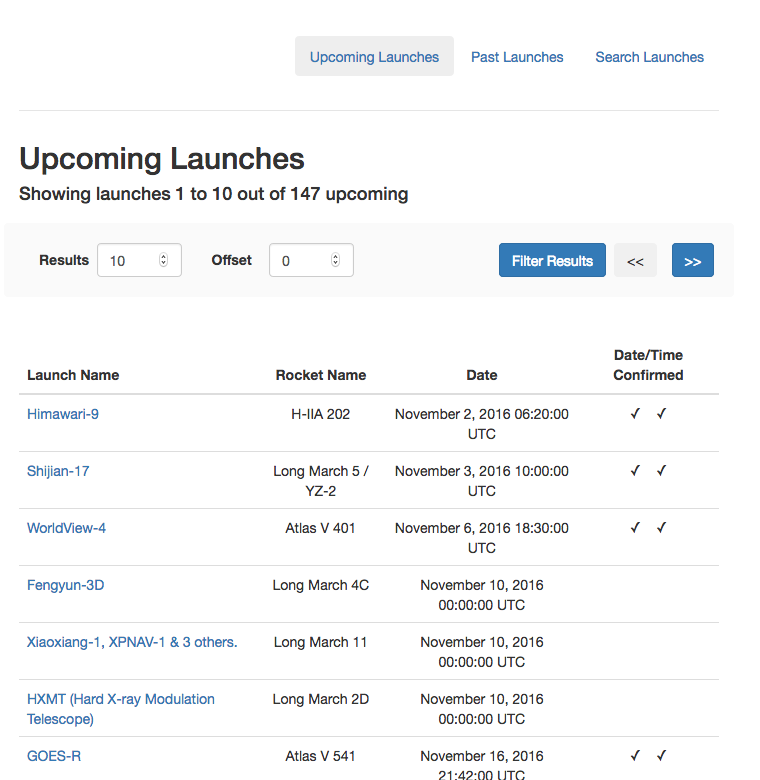 Upcoming Launches Past Launches Search Launches
Upcoming Launches
Showing launches 1 to 10 out of 147 upcoming
Results 10 Offset 0 Filter Results << >>
Date/Time
Launch Name Rocket Name Date Confirmed
Himawari-9 H-IIA 202 November 2, 2016 06:20:00 ✓ ✓
UTC
Shijian-17 Long March 5 / November 3, 2016 10:00:00 ✓ ✓
YZ-2 UTC
WorldView-4 Atlas V 401 November 6, 2016 18:30:00 ✓ ✓
UTC
Fengyun-3D Long March 4C November 10, 2016
00:00:00 UTC
Xiaoxiang-1, XPNAV-1 & 3 others. Long March 11 November 10, 2016
00:00:00 UTC
HXMT (Hard X-ray Modulation Long March 2D November 10, 2016
Telescope) 00:00:00 UTC
GOES-R Atlas V 541 November 16, 2016 ✓ ✓
21:42:00 UTC